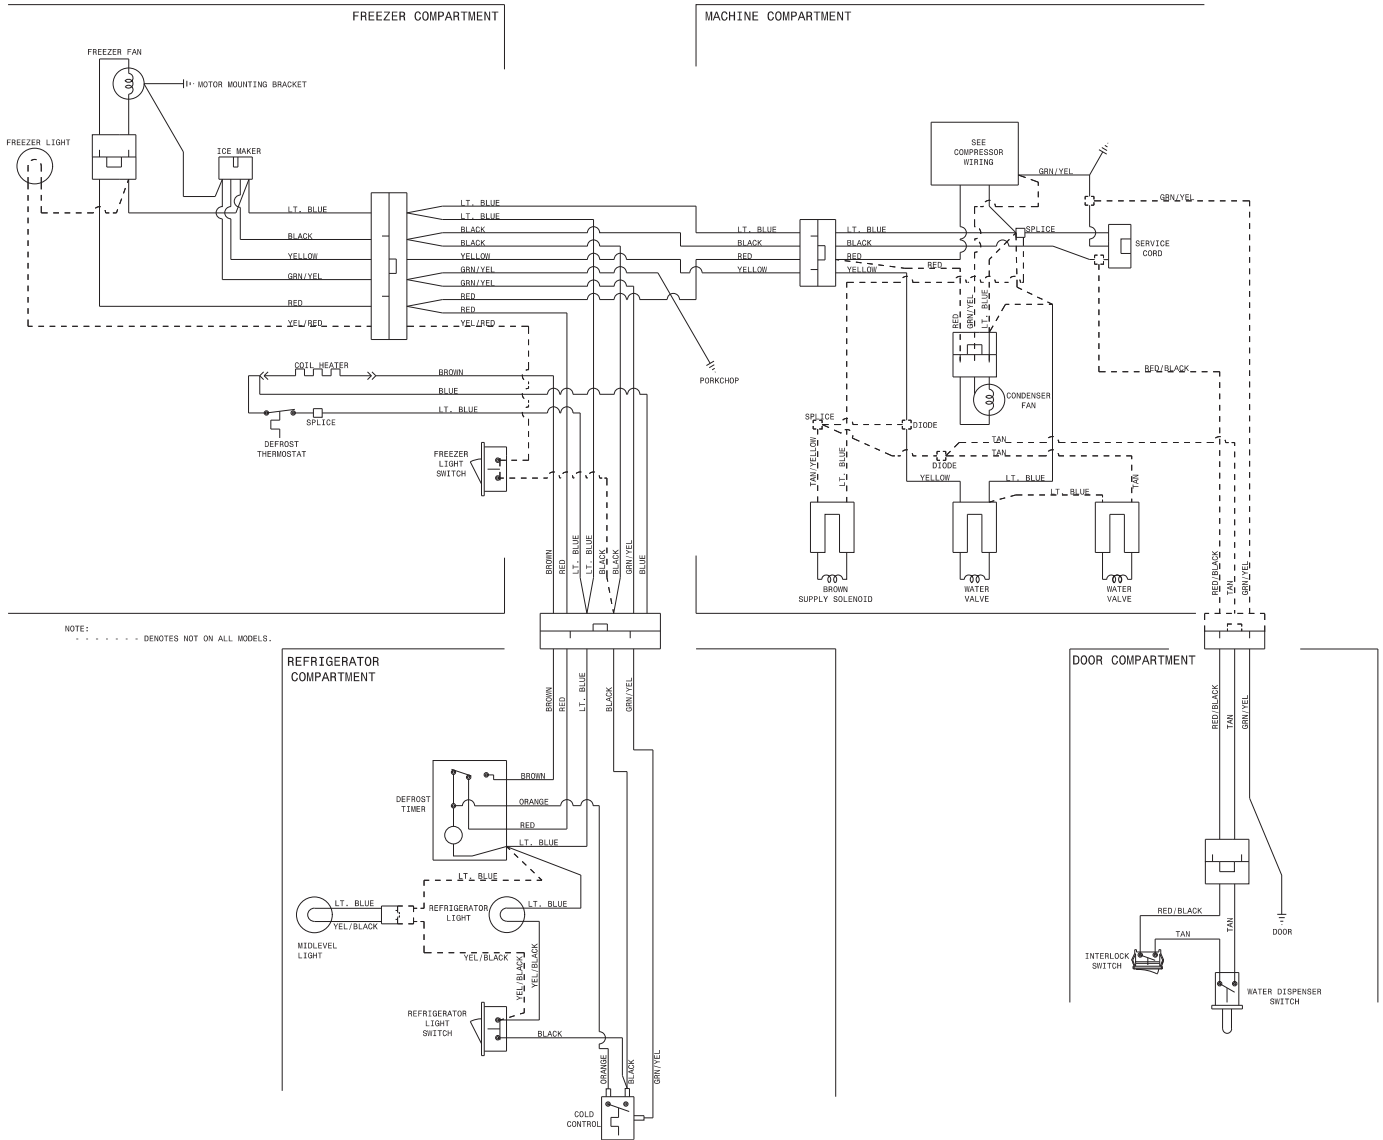 FREEZER COMPARTMENT
MACHINE COMPARTMENT
FREEZER FAN
MOTOR MOUNTING BRACKET
FREEZER LIGHT
ICE MAKER
LT. BLUE
BLACK
YELLOW
GRN/YEL
RED
YEL/RED
LT. BLUE
LT. BLUE
BLACK
BLACK
YELLOW
GRN/YEL
GRN/YEL
RED
RED
YEL/RED
LT. BLUE
BLACK
RED
YELLOW
LT. BLUE
BLACK
RED
YELLOW
RED
SEE
COMPRESSOR
WIRING
GRN/YEL
GRN/YEL
SPLICE
SERVICE
CORD
RED
GRN/YEL
LT. BLUE
CONDENSER
FAN
RED/BLACK
PORKCHOP
COIL HEATER
BROWN
BLUE
LT. BLUE
SPLICE
DEFROST
THERMOSTAT
FREEZER
LIGHT
SWITCH
SPLICE
DIODE
TAN
TAN
DIODE
TAN/YELLOW
LT. BLUE
YELLOW
LT. BLUE
LT. BLUE
TAN
BROWN
SUPPLY SOLENOID
WATER
VALVE
WATER
VALVE
BROWN
RED
LT. BLUE
LT. BLUE
BLACK
BLACK
GRN/YEL
BLUE
RED/BLACK
TAN
GRN/YEL
NOTE:
- - - - - - - DENOTES NOT ON ALL MODELS.
REFRIGERATOR
COMPARTMENT
DOOR COMPARTMENT
BROWN
RED
LT. BLUE
BLACK
GRN/YEL
RED/BLACK
TAN
GRN/YEL
DEFROST
TIMER
BROWN
ORANGE
RED
LT. BLUE
LT. BLUE
LT. BLUE
YEL/BLACK
MIDLEVEL
LIGHT
REFRIGERATOR
LIGHT
LT. BLUE
YEL/BLACK
YEL/BLACK
YEL/BLACK
REFRIGERATOR
LIGHT
SWITCH
BLACK
ORANGE
BLACK
GRN/YEL
COLD
CONTROL
RED/BLACK
TAN
TAN
DOOR
INTERLOCK
SWITCH
WATER DISPENSER
SWITCH